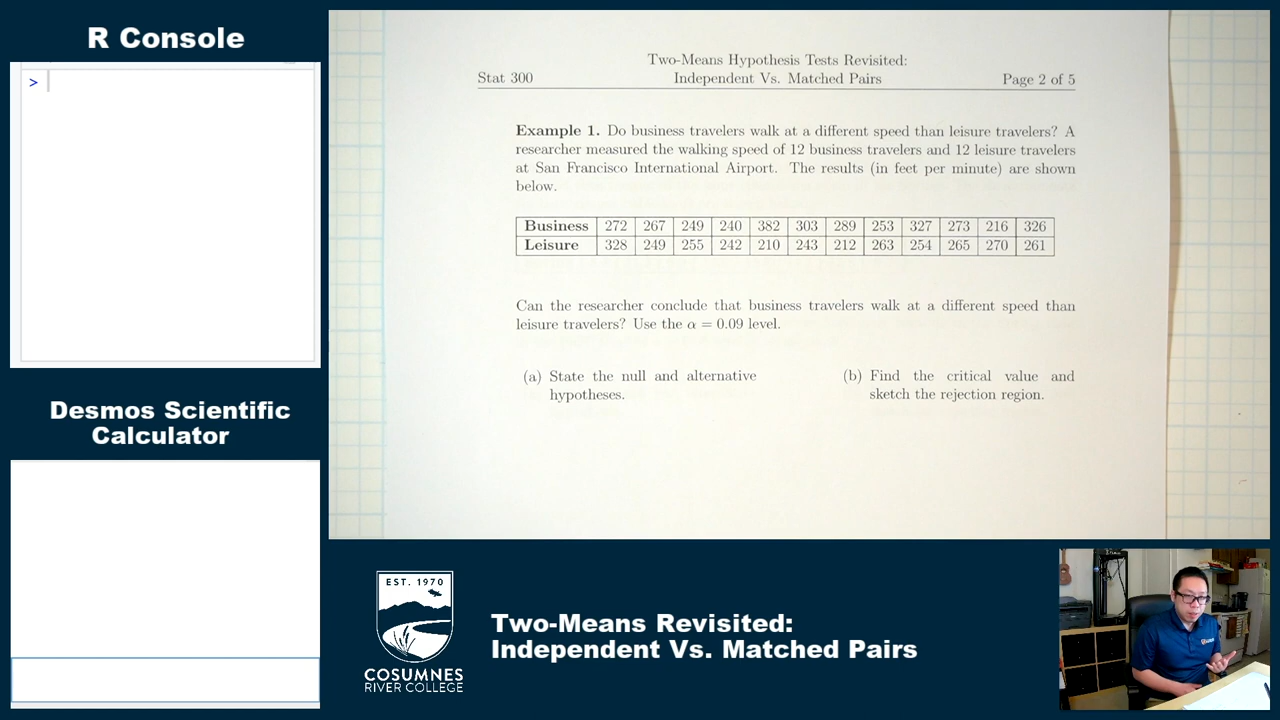 R Console
>
Desmos Scientific
Calculator
Two-Means Hypothesis Tests Revisited:
Stat 300 Independent Vs. Matched Pairs Page 2 of 5
Example 1. Do business travelers walk at a different speed than leisure travelers? A
researcher measured the walking speed of 12 business travelers and 12 leisure travelers
at San Francisco International Airport. The results (in feet per minute) are shown
below.
Business 272 267 249 240 382 303 289 253 327 273 216 326
Leisure 328 249 255 242 210 243 212 263 254 265 270 261
Can the researcher conclude that business travelers walk at a different speed than
leisure travelers? Use the α = 0.09 level.
(a) State the null and alternative
hypotheses.
(b) Find the critical value and
sketch the rejection region.
EST. 1970
COSUMNES
RIVER COLLEGE
Two-Means Revisited:
Independent Vs. Matched Pairs